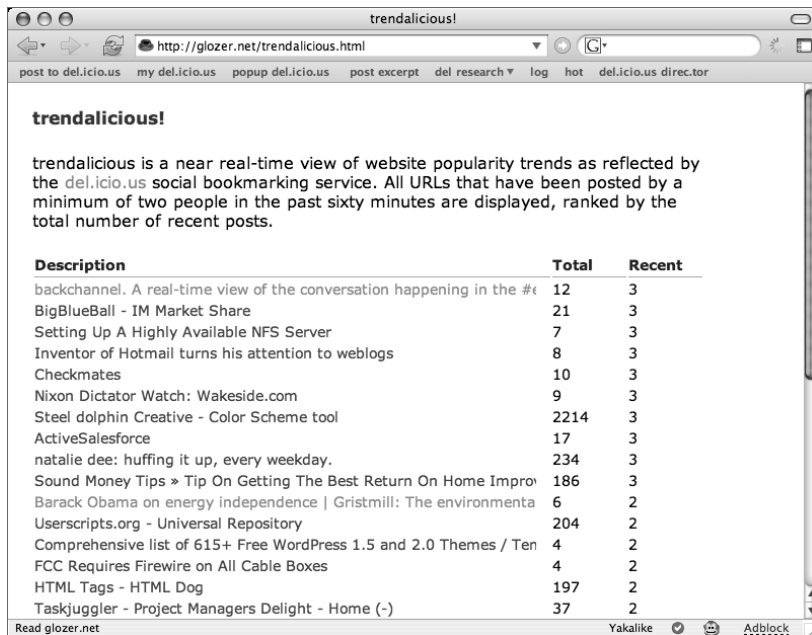 trendalicious!
http://glozer.net/trendalicious.html
G
post to del.icio.us my del.icio.us popup del.icio.us post excerpt del research log hot del.icio.us direc.tor
trendalicious!
trendalicious is a near real-time view of website popularity trends as reflected by
the del.icio.us social bookmarking service. All URLs that have been posted by a
minimum of two people in the past sixty minutes are displayed, ranked by the
total number of recent posts.
Description Total Recent
backchannel. A real-time view of the conversation happening in the #e 12 3
BigBlueBall - IM Market Share 21 3
Setting Up A Highly Available NFS Server 7 3
Inventor of Hotmail turns his attention to weblogs 8 3
Checkmates 10 3
Nixon Dictator Watch: Wakeside.com 9 3
Steel dolphin Creative - Color Scheme tool 2214 3
ActiveSalesforce 17 3
natalie dee: huffing it up, every weekday. 234 3
Sound Money Tips » Tip On Getting The Best Return On Home Improv 186 3
Barack Obama on energy independence | Gristmill: The environmenta 6 2
Userscripts.org - Universal Repository 204 2
Comprehensive list of 615+ Free WordPress 1.5 and 2.0 Themes / Tem 4 2
FCC Requires Firewire on All Cable Boxes 4 2
HTML Tags - HTML Dog 197 2
Taskjuggler - Project Managers Delight - Home (-) 37 2
Read glozer.net Yakalike Adblock